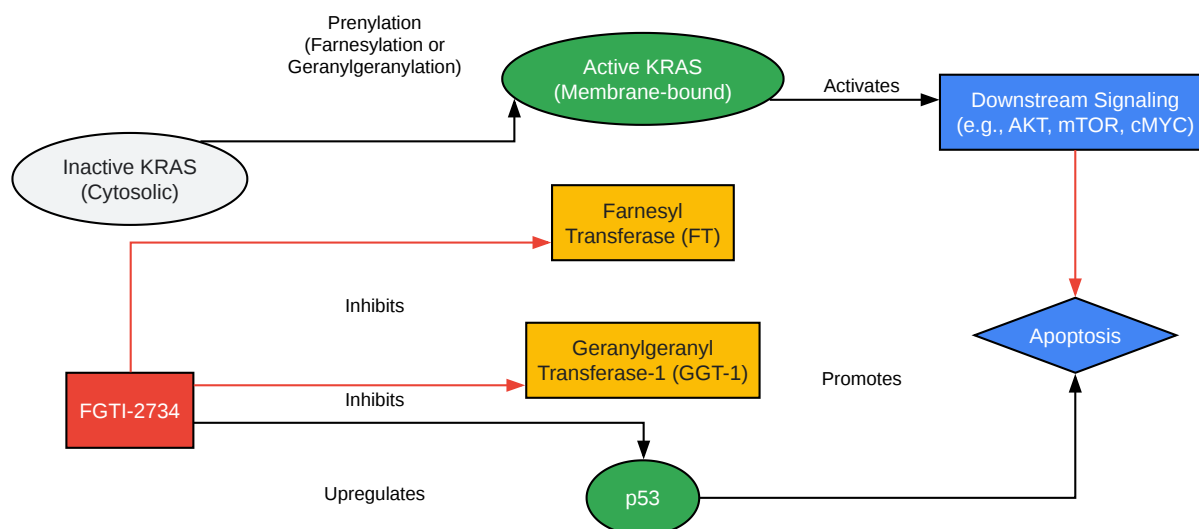 Prenylation
(Farnesylation or
Geranylgeranylation)
Active KRAS
(Membrane-bound)
Activates
Downstream Signaling
(e.g., AKT, mTOR, cMYC)
Inactive KRAS
(Cytosolic)
Farnesyl
Transferase (FT)
Inhibits
Apoptosis
Geranylgeranyl
Transferase-1 (GGT-1)
Promotes
FGTI-2734
Inhibits
Upregulates
p53